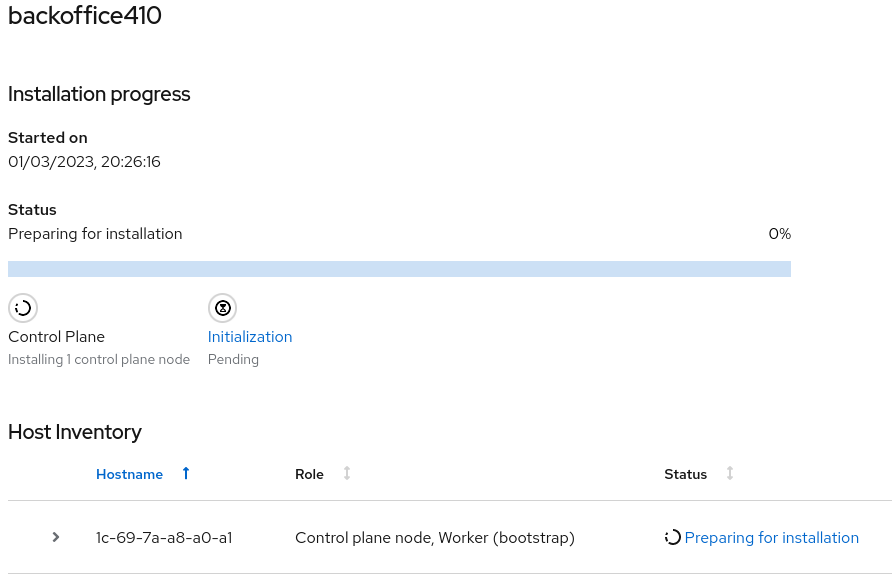 backoffice410
Installation progress
Started on
01/03/2023, 20:26:16
Status
Preparing for installation 0%
Control Plane Initialization
Installing 1 control plane node Pending
Host Inventory
Hostname Role Status
1c-69-7a-a8-a0-a1 Control plane node, Worker (bootstrap) Preparing for installation